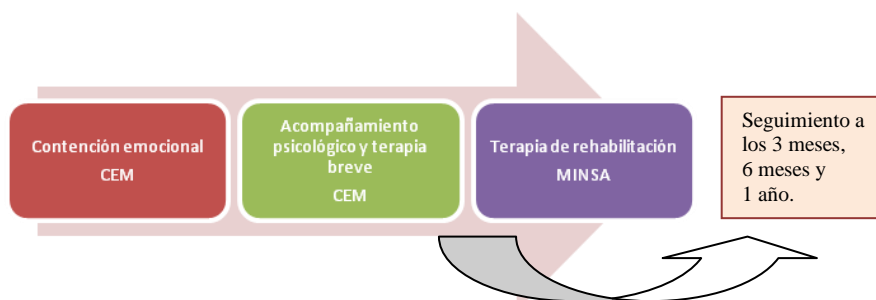 Contención emocional
CEM
Acompañamiento
psicológico y terapia
breve
CEM
Terapia de rehabilitación
MINSA
Seguimiento a
los 3 meses,
6 meses y
1 año.